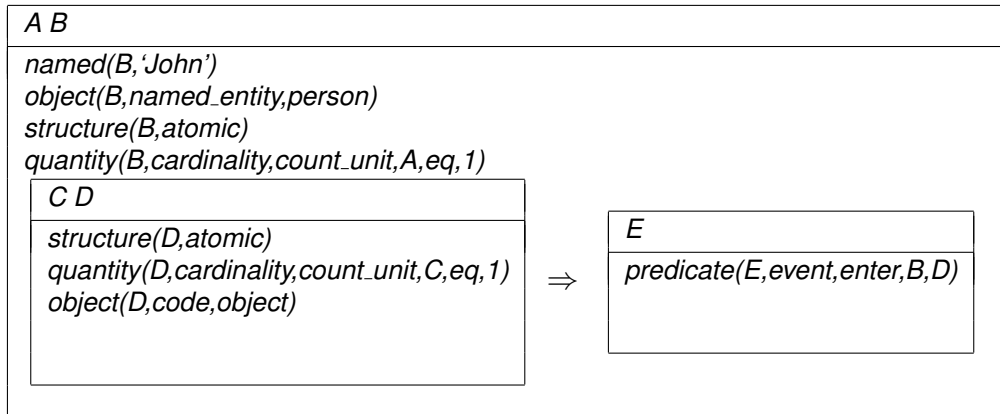 A B
named(B,‘John’)
object(B,named_entity,person)
structure(B,atomic)
quantity(B,cardinality,count_unit,A,eq,1)
C D
structure(D,atomic)
quantity(D,cardinality,count_unit,C,eq,1)
object(D,code,object)
⇒
E
predicate(E,event,enter,B,D)